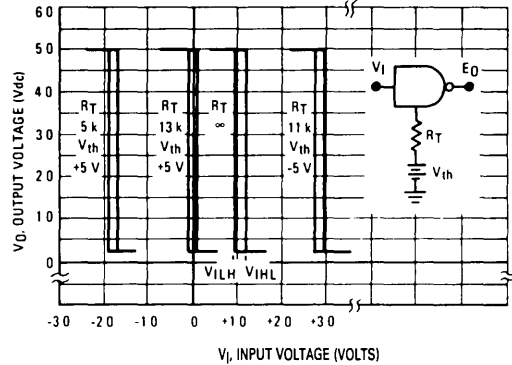 VO, OUTPUT VOLTAGE (Vdc)
60
50
40
30
20
10
0
RT
5 k
Vth
+5 V
RT
13 k
Vth
+5 V
RT
∞
RT
11 k
Vth
-5 V
VI
EO
RT
Vth
VILH
VIHL
-30
-20
-10
0
+10
+20
+30
VI, INPUT VOLTAGE (VOLTS)